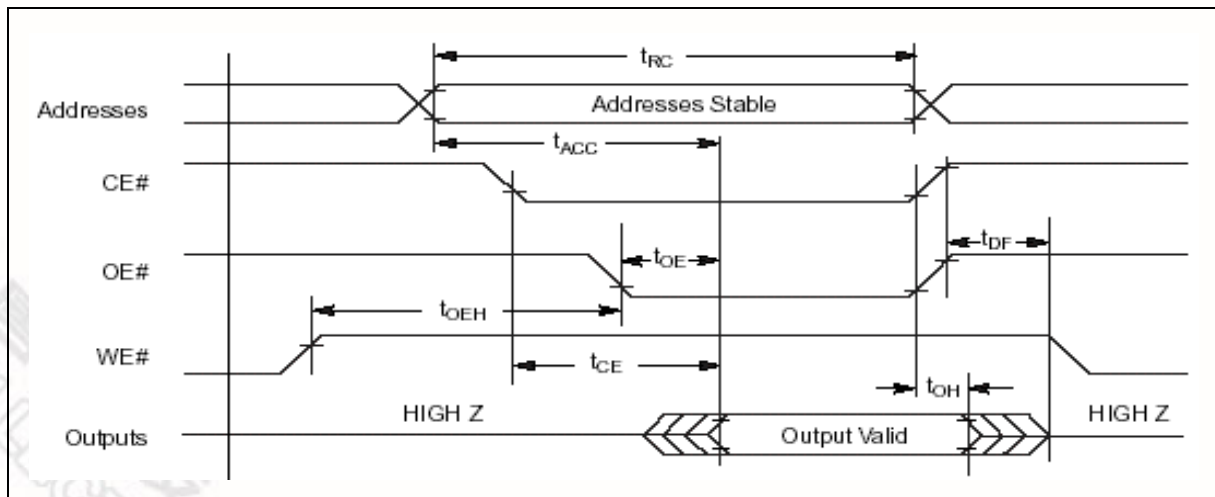 tRC
Addresses
Addresses Stable
tACC
CE#
tDF
OE#
tOE
tOEH
WE#
tCE
tOH
HIGH Z
HIGH Z
Outputs
Output Valid